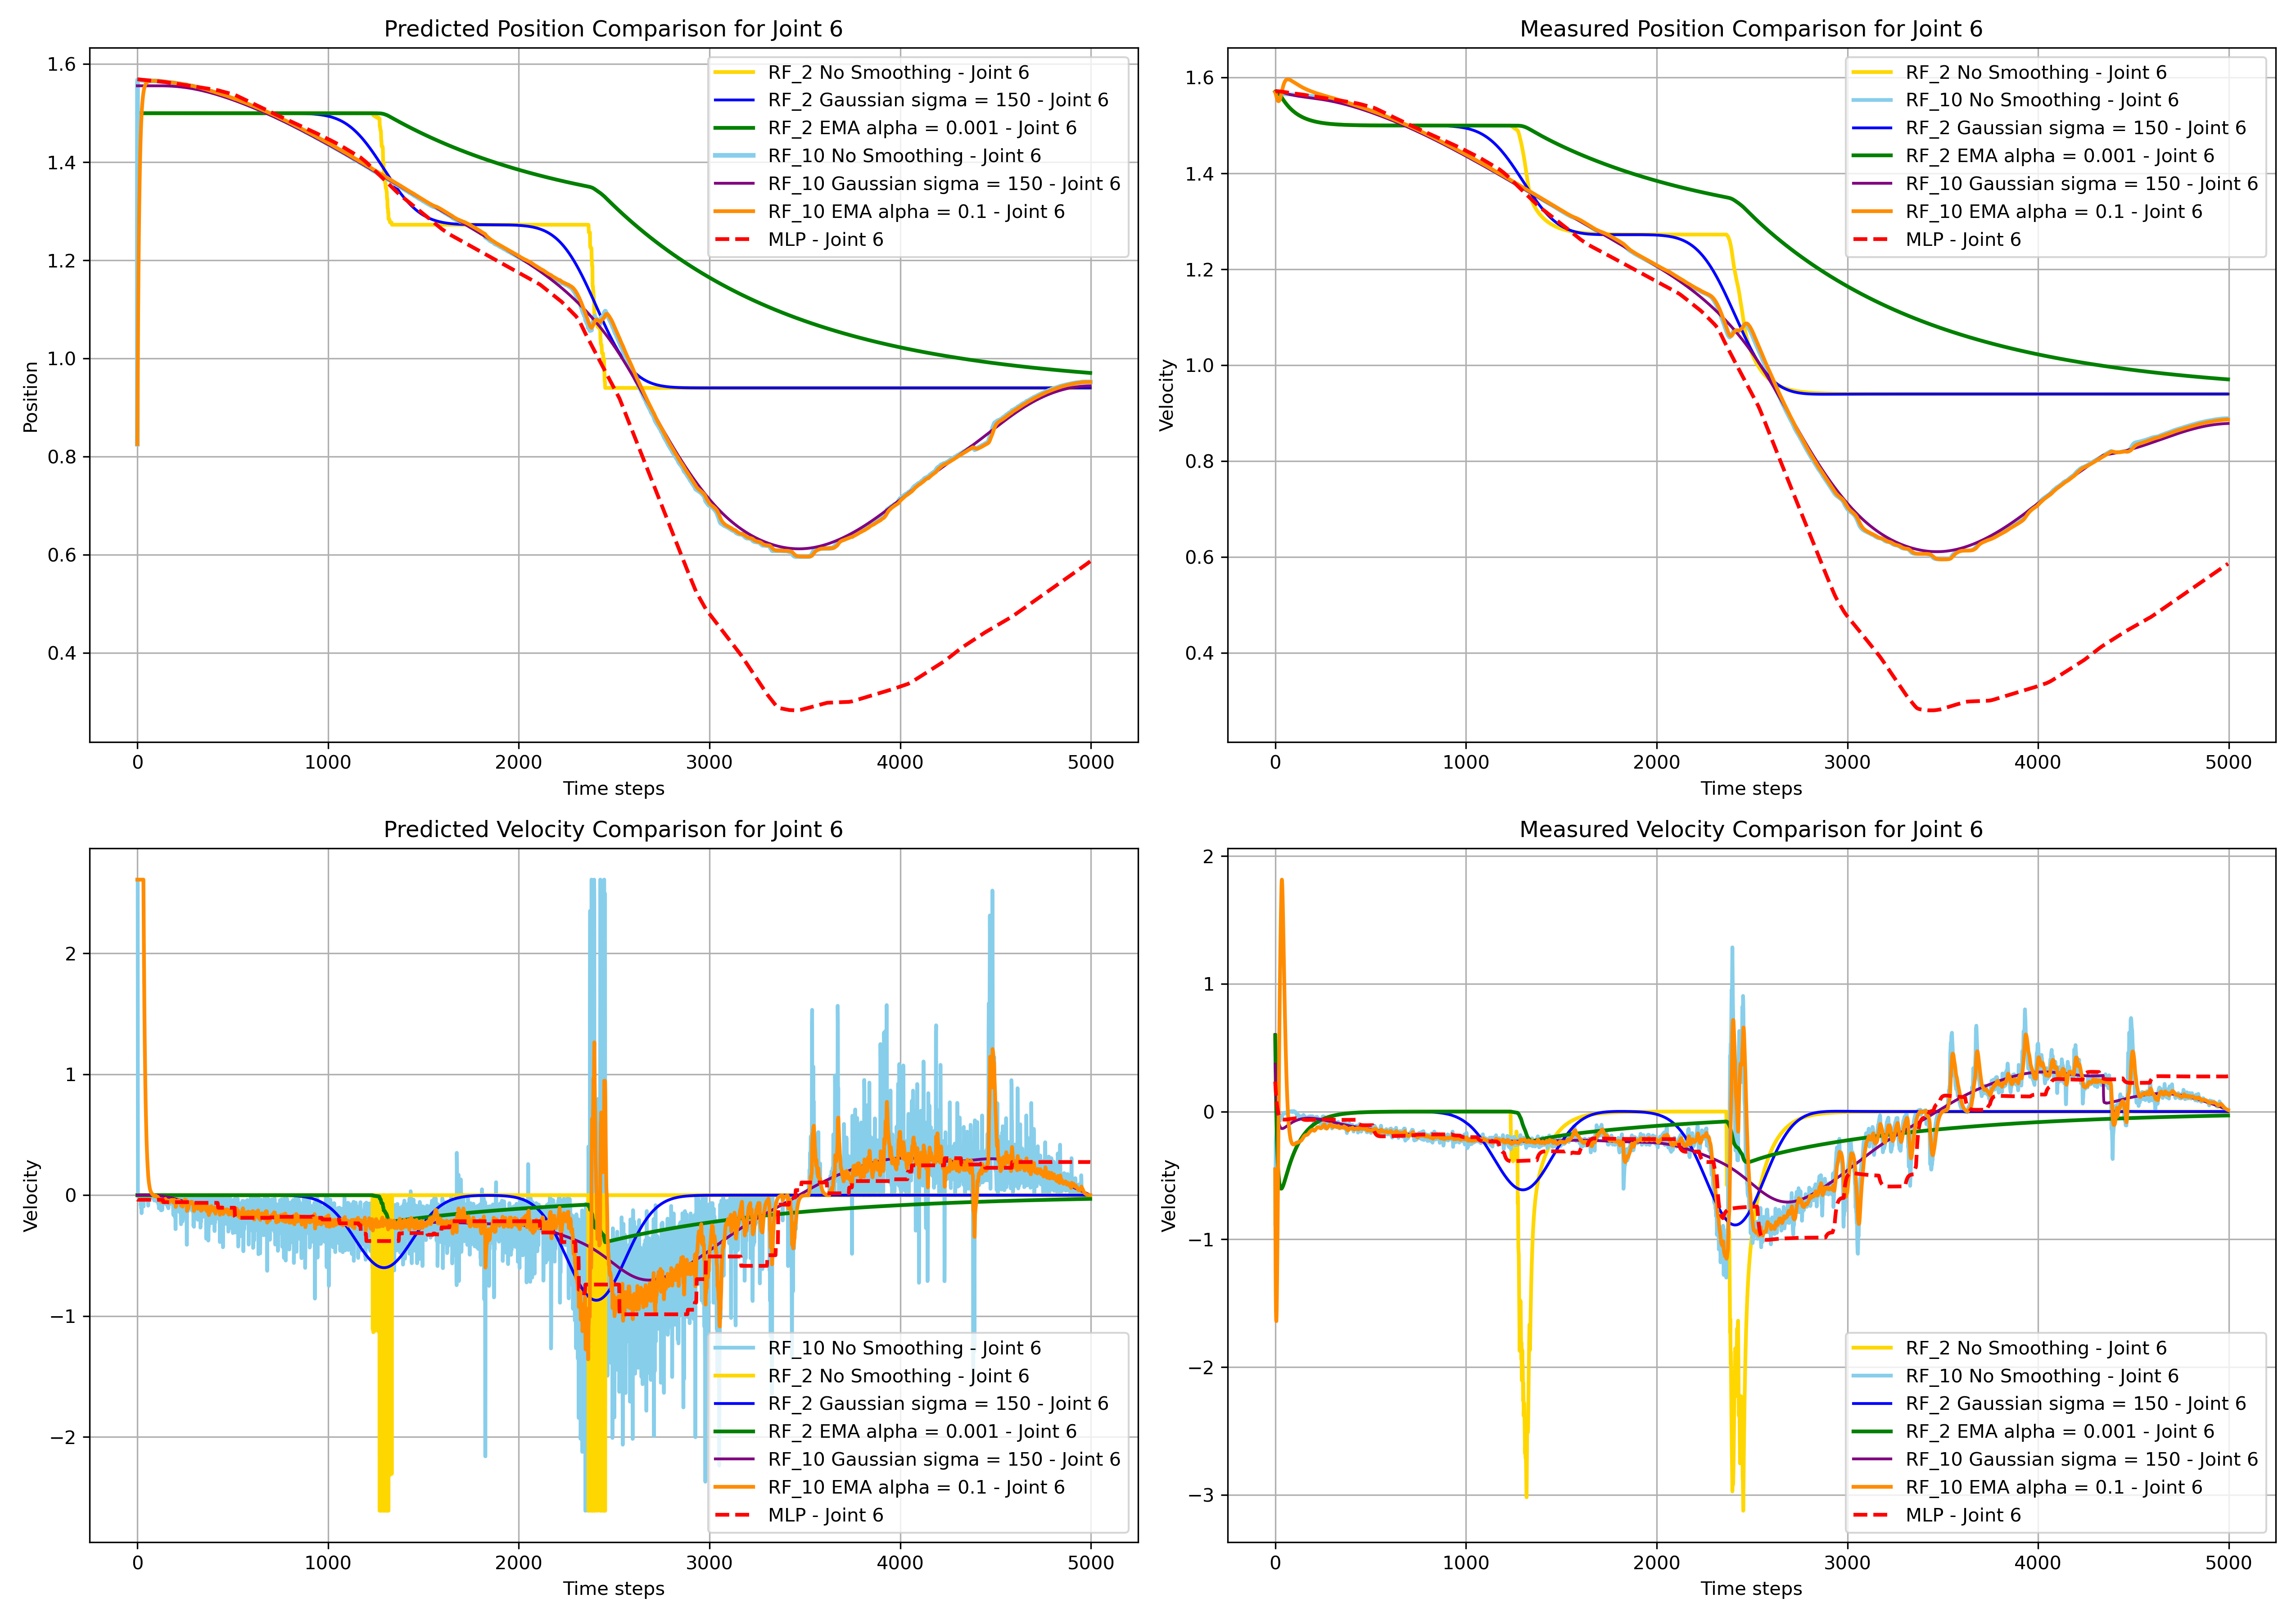 Predicted Position Comparison for Joint 6
1.6
1.4
1.2
1.0
0.8
0.6
0.4
Position
RF_2 No Smoothing - Joint 6
RF_2 Gaussian sigma = 150 - Joint 6
RF_2 EMA alpha = 0.001 - Joint 6
RF_10 No Smoothing - Joint 6
RF_10 Gaussian sigma = 150 - Joint 6
RF_10 EMA alpha = 0.1 - Joint 6
MLP - Joint 6
0 1000 2000 3000 4000 5000
Time steps
Measured Position Comparison for Joint 6
1.6
1.4
1.2
1.0
0.8
0.6
0.4
Velocity
RF_2 No Smoothing - Joint 6
RF_10 No Smoothing - Joint 6
RF_2 Gaussian sigma = 150 - Joint 6
RF_2 EMA alpha = 0.001 - Joint 6
RF_10 Gaussian sigma = 150 - Joint 6
RF_10 EMA alpha = 0.1 - Joint 6
MLP - Joint 6
0 1000 2000 3000 4000 5000
Time steps
Predicted Velocity Comparison for Joint 6
2
1
0
−1
−2
Velocity
RF_10 No Smoothing - Joint 6
RF_2 No Smoothing - Joint 6
RF_2 Gaussian sigma = 150 - Joint 6
RF_2 EMA alpha = 0.001 - Joint 6
RF_10 Gaussian sigma = 150 - Joint 6
RF_10 EMA alpha = 0.1 - Joint 6
MLP - Joint 6
0 1000 2000 3000 4000 5000
Time steps
Measured Velocity Comparison for Joint 6
2
1
0
−1
−2
−3
Velocity
RF_2 No Smoothing - Joint 6
RF_10 No Smoothing - Joint 6
RF_2 Gaussian sigma = 150 - Joint 6
RF_2 EMA alpha = 0.001 - Joint 6
RF_10 Gaussian sigma = 150 - Joint 6
RF_10 EMA alpha = 0.1 - Joint 6
MLP - Joint 6
0 1000 2000 3000 4000 5000
Time steps